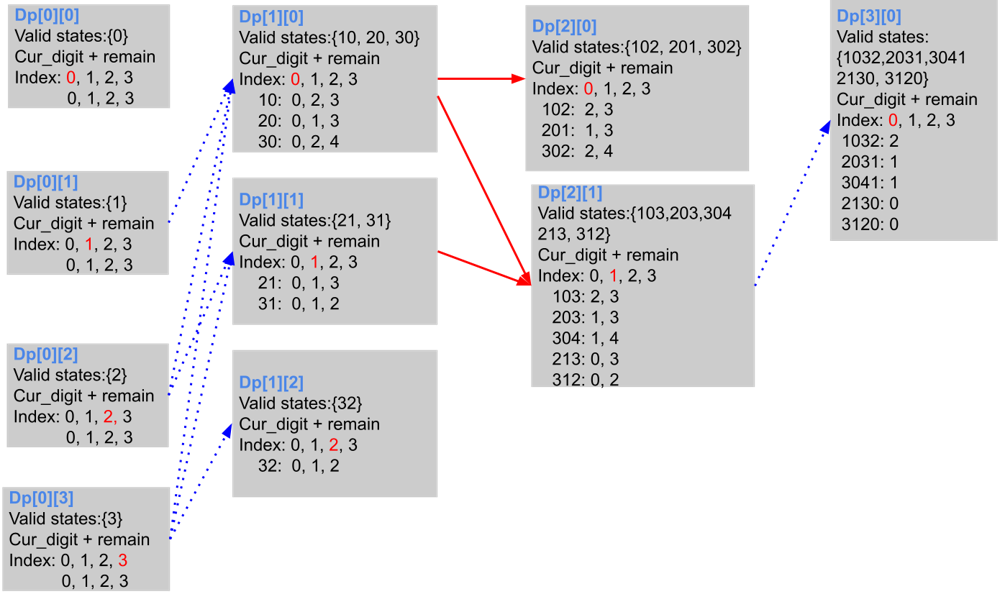 Dp[0][0]
Valid states:{0}
Cur_digit + remain
Index: 0, 1, 2, 3
0, 1, 2, 3
Dp[0][1]
Valid states:{1}
Cur_digit + remain
Index: 0, 1, 2, 3
0, 1, 2, 3
Dp[0][2]
Valid states:{2}
Cur_digit + remain
Index: 0, 1, 2, 3
0, 1, 2, 3
Dp[0][3]
Valid states:{3}
Cur_digit + remain
Index: 0, 1, 2, 3
0, 1, 2, 3
Dp[1][0]
Valid states:{10, 20, 30}
Cur_digit + remain
Index: 0, 1, 2, 3
10: 0, 2, 3
20: 0, 1, 3
30: 0, 2, 4
Dp[1][1]
Valid states:{21, 31}
Cur_digit + remain
Index: 0, 1, 2, 3
21: 0, 1, 3
31: 0, 1, 2
Dp[1][2]
Valid states:{32}
Cur_digit + remain
Index: 0, 1, 2, 3
32: 0, 1, 2
Dp[2][0]
Valid states:{102, 201, 302}
Cur_digit + remain
Index: 0, 1, 2, 3
102: 2, 3
201: 1, 3
302: 2, 4
Dp[2][1]
Valid states:{103,203,304
213, 312}
Cur_digit + remain
Index: 0, 1, 2, 3
103: 2, 3
203: 1, 3
304: 1, 4
213: 0, 3
312: 0, 2
Dp[3][0]
Valid states:
{1032,2031,3041
2130, 3120}
Cur_digit + remain
Index: 0, 1, 2, 3
1032: 2
2031: 1
3041: 1
2130: 0
3120: 0